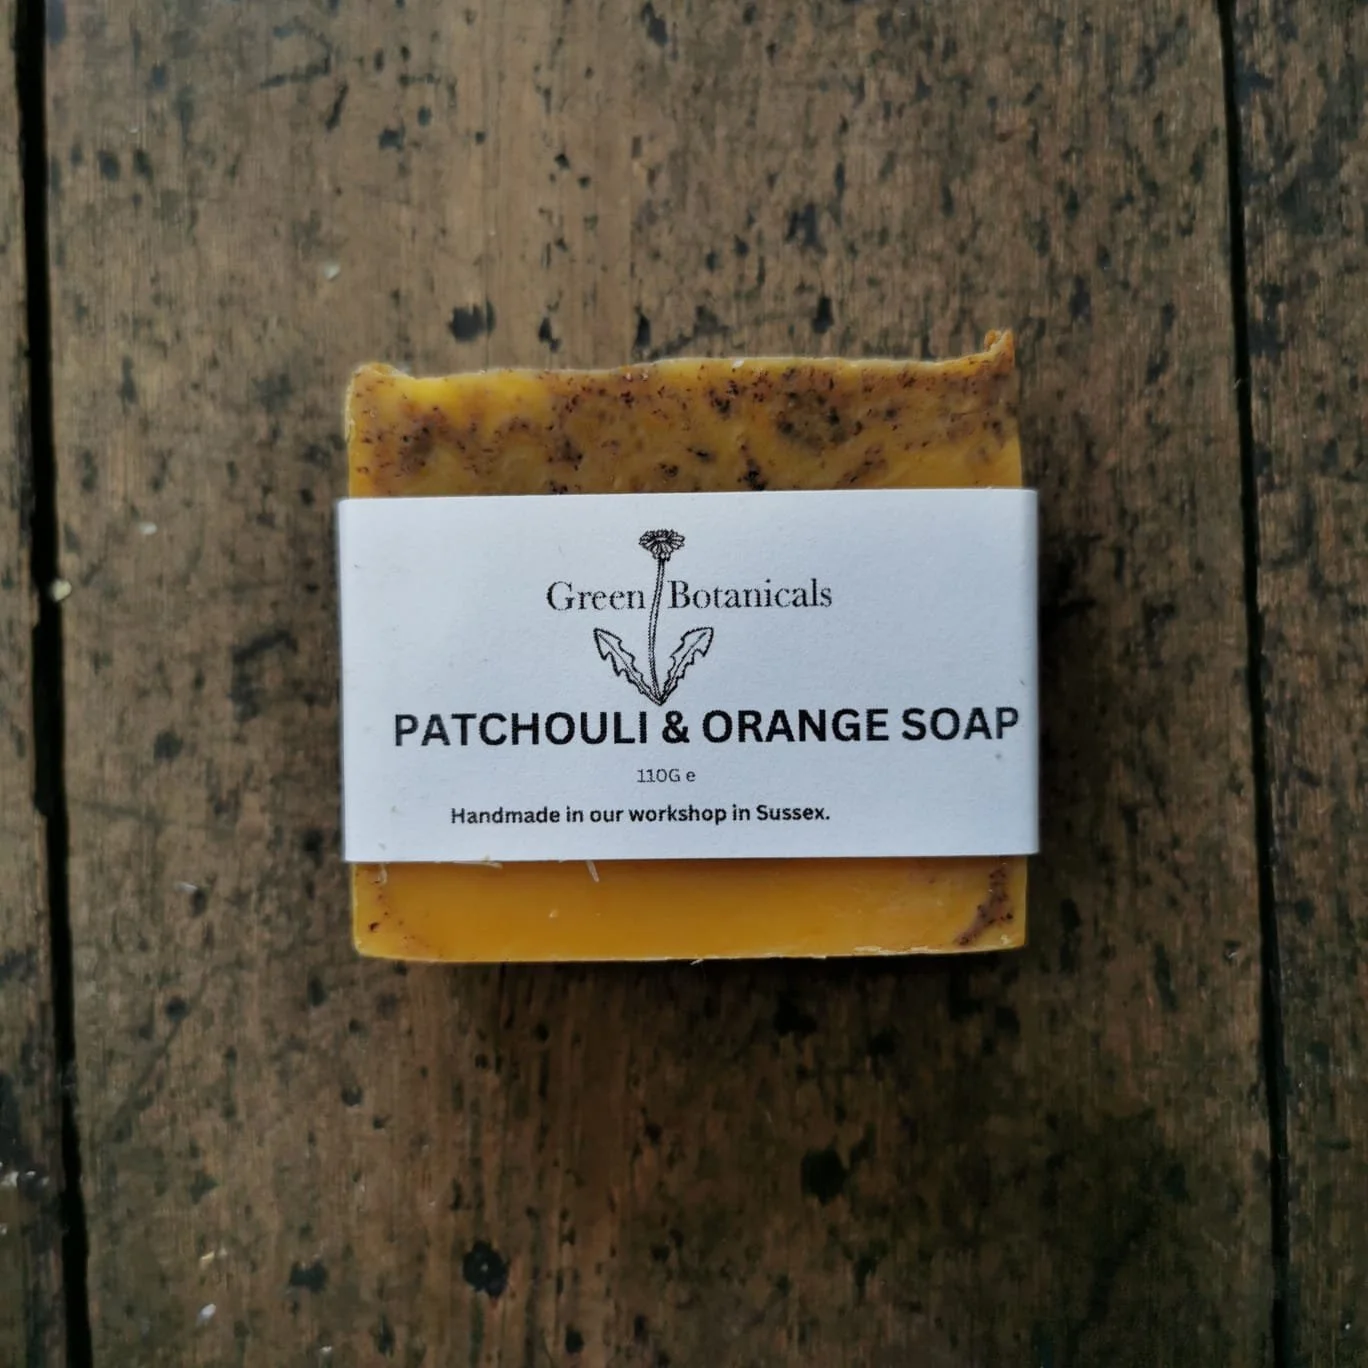 Green Botanicals
PATCHOULI & ORANGE SOAP
110G e
Handmade in our workshop in Sussex.